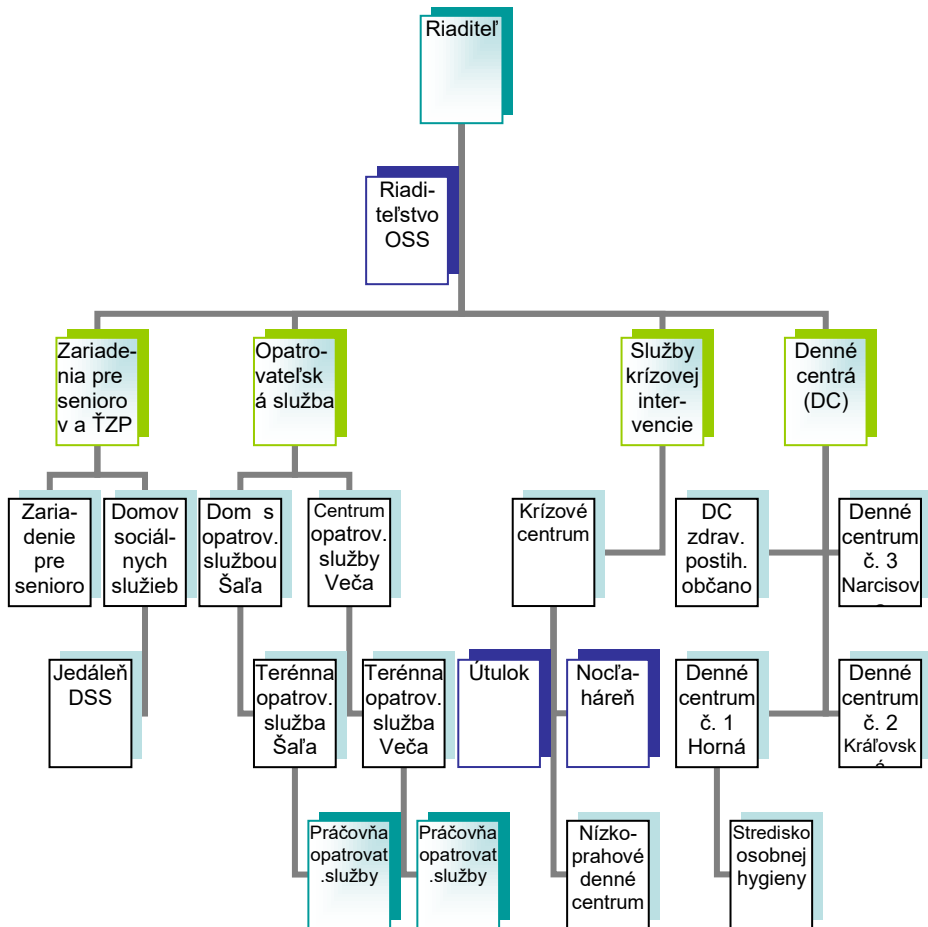 Riaditeľ
Riadi-
teľstvo
OSS
Zariade-
nia pre
senioro
v a ŤZP
Opatro-
vateľsk
á služba
Služby
krízovej
inter-
vencie
Denné
centrá
(DC)
Zaria-
denie
pre
senioro
Domov
sociál-
nych
služieb
Dom s
opatrov.
službou
Šaľa
Centrum
opatrov.
služby
Veča
Krízové
centrum
DC
zdrav.
postih.
občano
Denné
centrum
č. 3
Narcisov
Jedáleň
DSS
Terénna
opatrov.
služba
Šaľa
Terénna
opatrov.
služba
Veča
Útulok
Nocľa-
háreň
Denné
centrum
č. 1
Horná
Denné
centrum
č. 2
Kráľovsk
Práčovňa
opatrovat
.služby
Práčovňa
opatrovat
.služby
Nízko-
prahové
denné
centrum
Stredisko
osobnej
hygieny